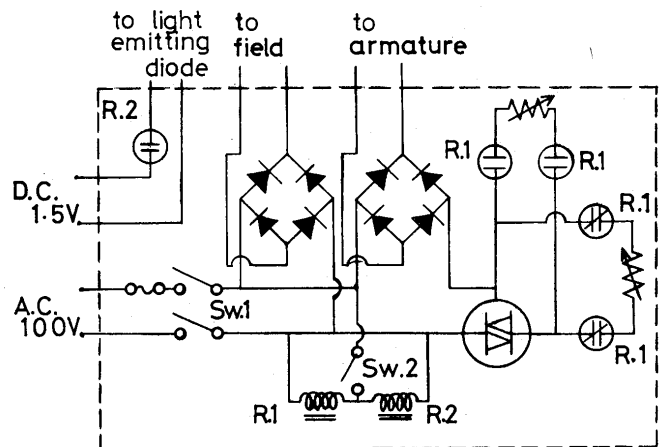 to light
emitting
diode
to
field
to
armature
R.2
R.1
R.1
R.1
D.C.
1.5V
A.C.
100V
Sw.1
Sw.2
R.1
R.2
R.1